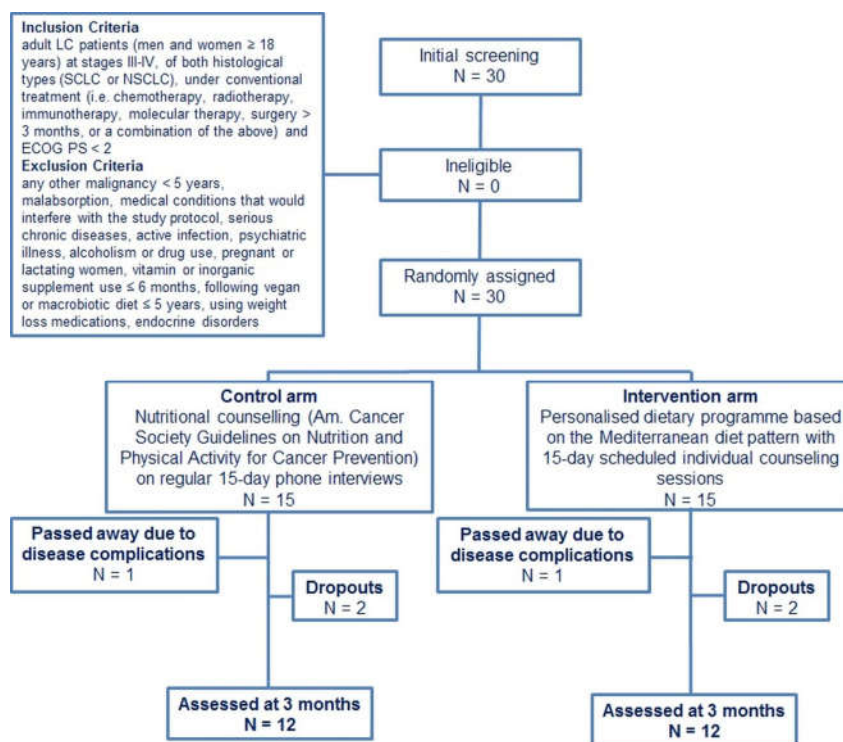 Inclusion Criteria
adult LC patients (men and women ≥ 18
years) at stages III-IV, of both histological
types (SCLC or NSCLC), under conventional
treatment (i.e. chemotherapy, radiotherapy,
immunotherapy, molecular therapy, surgery >
3 months, or a combination of the above) and
ECOG PS < 2
Exclusion Criteria
any other malignancy < 5 years,
malabsorption, medical conditions that would
interfere with the study protocol, serious
chronic diseases, active infection, psychiatric
illness, alcoholism or drug use, pregnant or
lactating women, vitamin or inorganic
supplement use ≤ 6 months, following vegan
or macrobiotic diet ≤ 5 years, using weight
loss medications, endocrine disorders
Initial screening
N = 30
Ineligible
N = 0
Randomly assigned
N = 30
Control arm
Nutritional counselling (Am. Cancer
Society Guidelines on Nutrition and
Physical Activity for Cancer Prevention)
on regular 15-day phone interviews
N = 15
Intervention arm
Personalised dietary programme based
on the Mediterranean diet pattern with
15-day scheduled individual counseling
sessions
N = 15
Passed away due to
disease complications
N = 1
Dropouts
N = 2
Passed away due to
disease complications
N = 1
Dropouts
N = 2
Assessed at 3 months
N = 12
Assessed at 3 months
N = 12